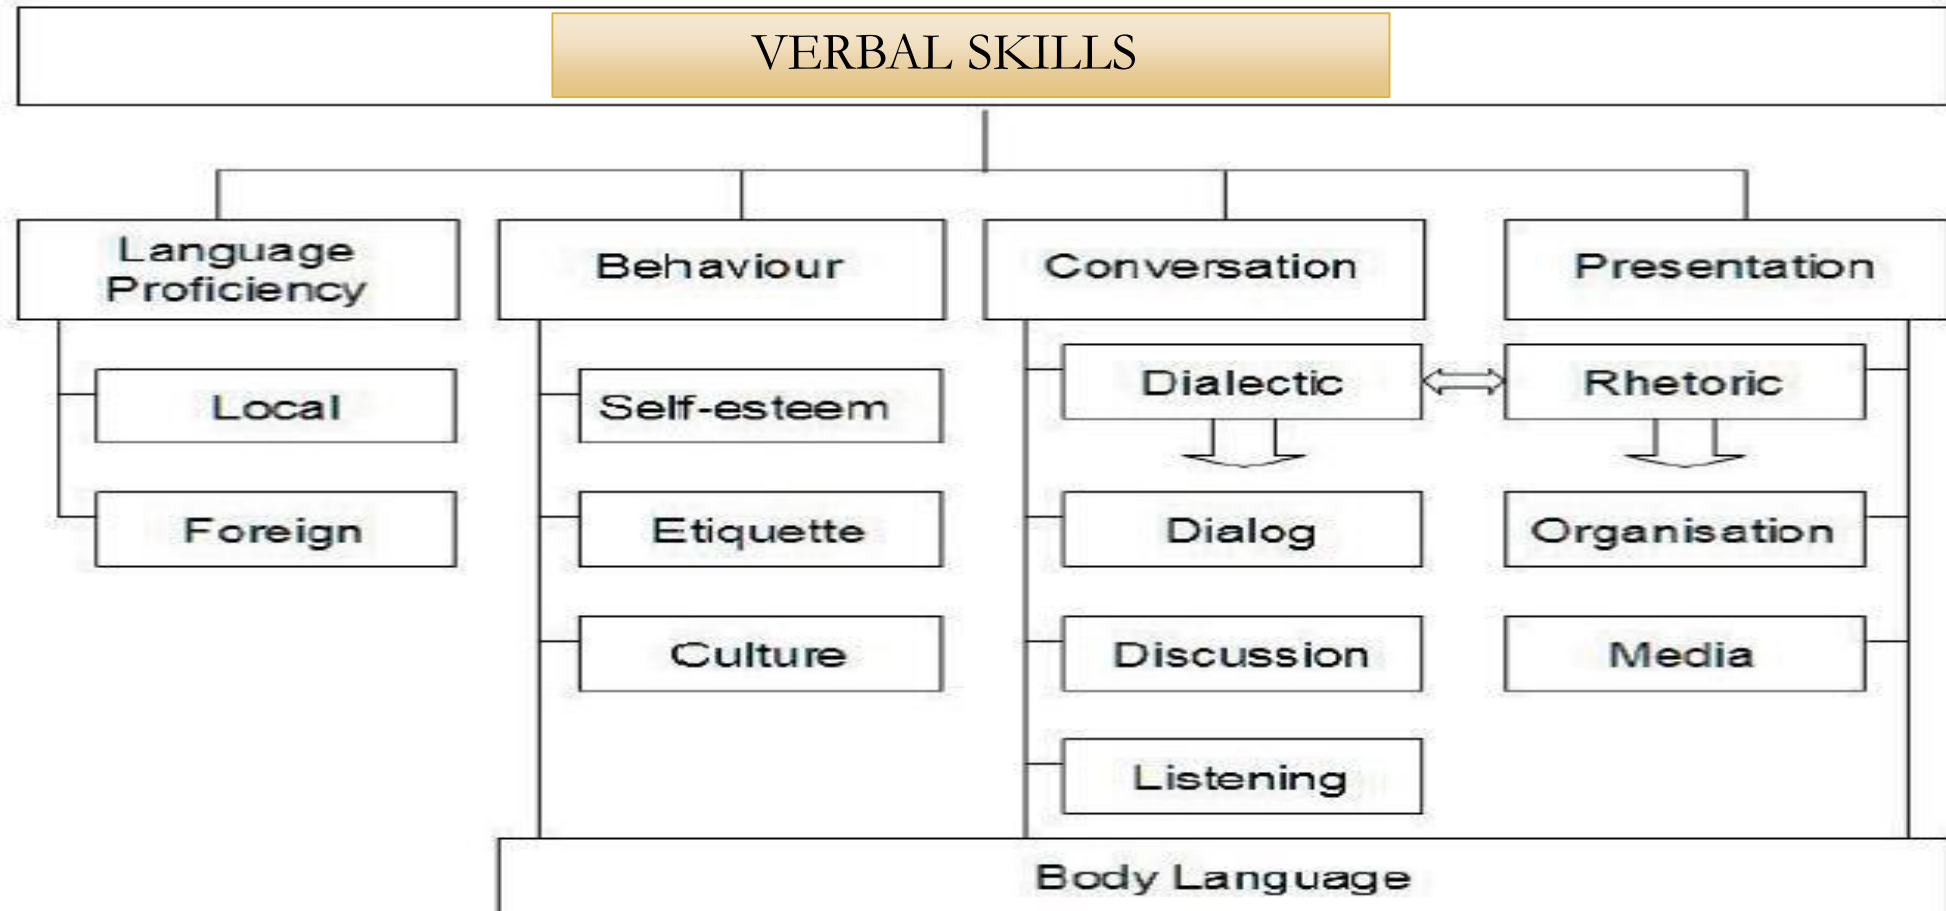 VERBAL SKILLS
Language
Proficiency
Behaviour
Conversation
Presentation
Local
Self-esteem
Dialectic
Rhetoric
Foreign
Etiquette
Dialog
Organisation
Culture
Discussion
Media
Listening
Body Language